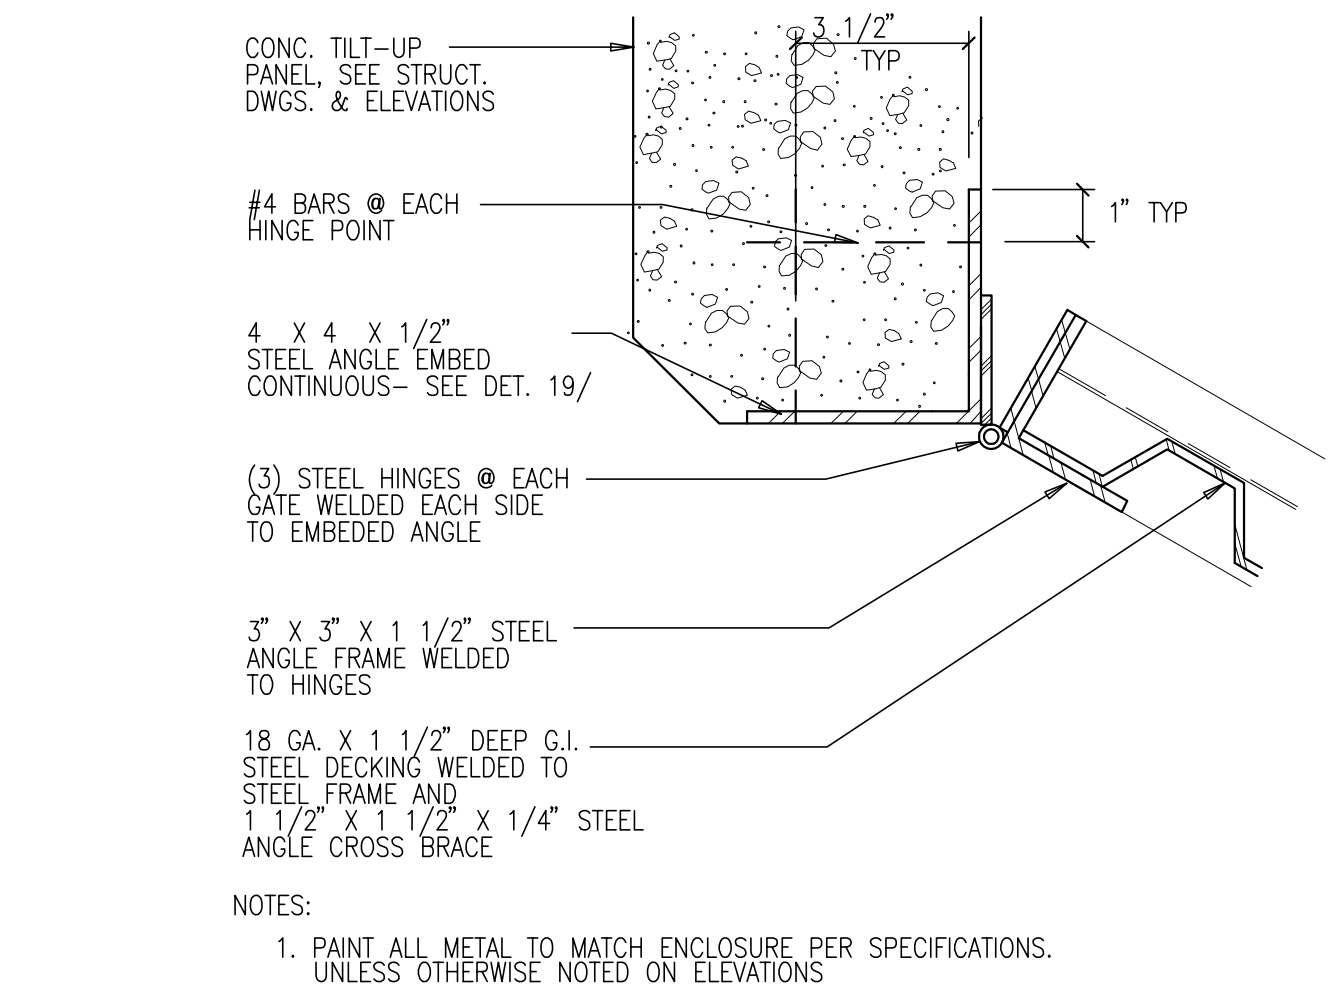 3 1/2"
TYP
CONC. TILT-UP
PANEL, SEE STRUCT.
DWGS. & ELEVATIONS
#4 BARS @ EACH
HINGE POINT
1" TYP
4 X 4 X 1/2"
STEEL ANGLE EMBED
CONTINUOUS- SEE DET. 19/
(3) STEEL HINGES @ EACH
GATE WELDED EACH SIDE
TO EMBEDED ANGLE
3" X 3" X 1 1/2" STEEL
ANGLE FRAME WELDED
TO HINGES
18 GA. X 1 1/2" DEEP G.I.
STEEL DECKING WELDED TO
STEEL FRAME AND
1 1/2" X 1 1/2" X 1/4" STEEL
ANGLE CROSS BRACE
NOTES:
1. PAINT ALL METAL TO MATCH ENCLOSURE PER SPECIFICATIONS.
UNLESS OTHERWISE NOTED ON ELEVATIONS